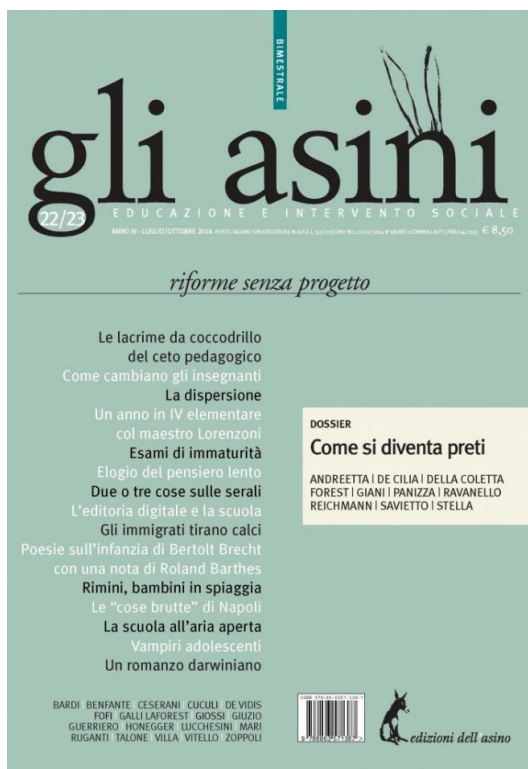 BIMESTRALE
gli asini
22/23
EDUCAZIONE E INTERVENTO SOCIALE
ANNO IV - LUGLIO/OTTOBRE 2014 POSTE ITALIANE € 8,50
riforme senza progetto
Le lacrime da coccodrillo
del ceto pedagogico
Come cambiano gli insegnanti
La dispersione
Un anno in IV elementare
col maestro Lorenzoni
Esami di immaturità
Elogio del pensiero lento
Due o tre cose sulle serali
L'editoria digitale e la scuola
Gli immigrati tirano calci
Poesie sull'infanzia di Bertolt Brecht
con una nota di Roland Barthes
Rimini, bambini in spiaggia
Le “cose brutte” di Napoli
La scuola all'aria aperta
Vampiri adolescenti
Un romanzo darwiniano
DOSSIER
Come si diventa preti
ANDREETTA | DE CILIA | DELLA COLETTA
FOREST | GIANI | PANIZZA | RAVANELLO
REICHMANN | SAVIETTO | STELLA
BARDI | BENFANTE | CESERANI | CUCULI | DE VIDIS
FOFI | GALLI LAFOREST | GIOSSI | GIUZIO
GUERRIERO | HONEGGER | LUCCHESINI | MARI
RUGANTI | TALONE | VILLA | VITELLO | ZOPPOLI
edizioni dell'asino